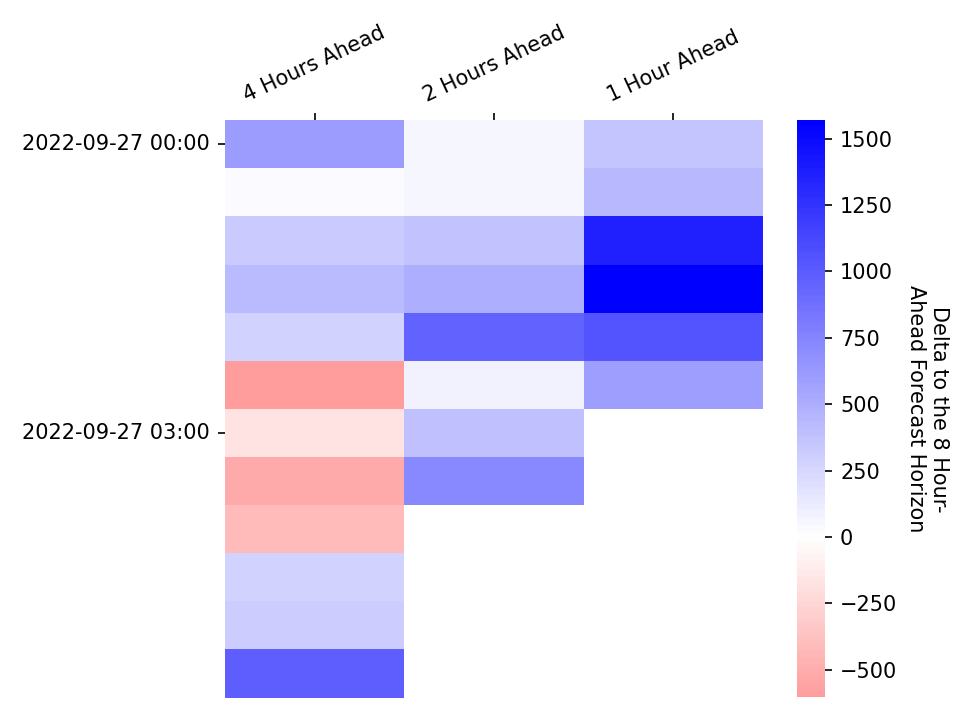 4 Hours Ahead
2 Hours Ahead
1 Hour Ahead
2022-09-27 00:00
2022-09-27 03:00
1500
1250
1000
750
500
250
0
−250
−500
Delta to the 8 Hour-
Ahead Forecast Horizon